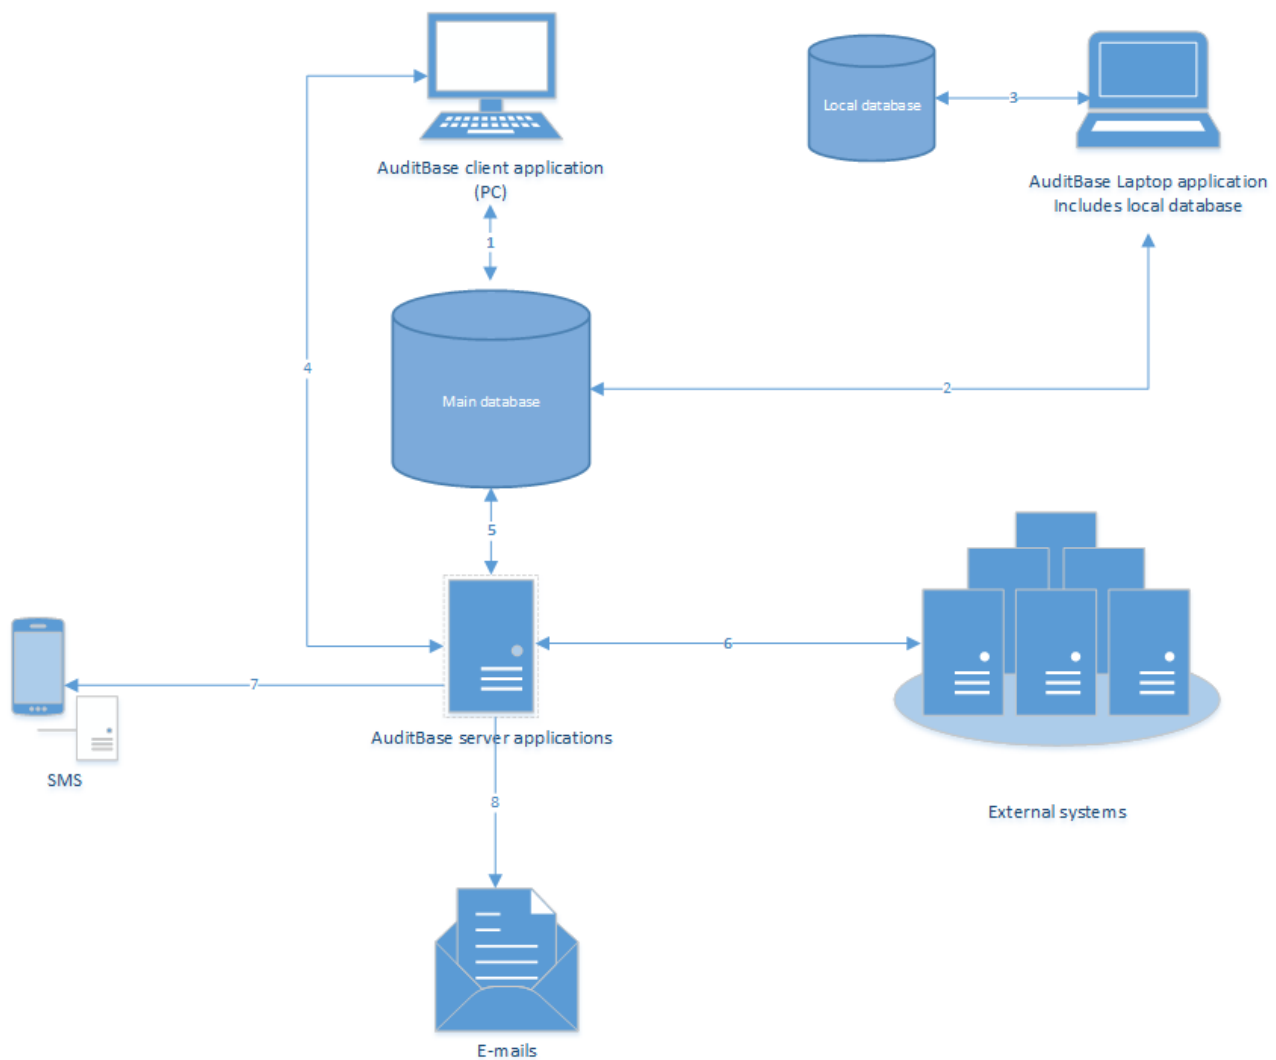 Local database
3
AuditBase client application
(PC)
AuditBase Laptop application
Includes local database
1
4
2
Main database
5
6
7
AuditBase server applications
SMS
8
External systems
E-mails